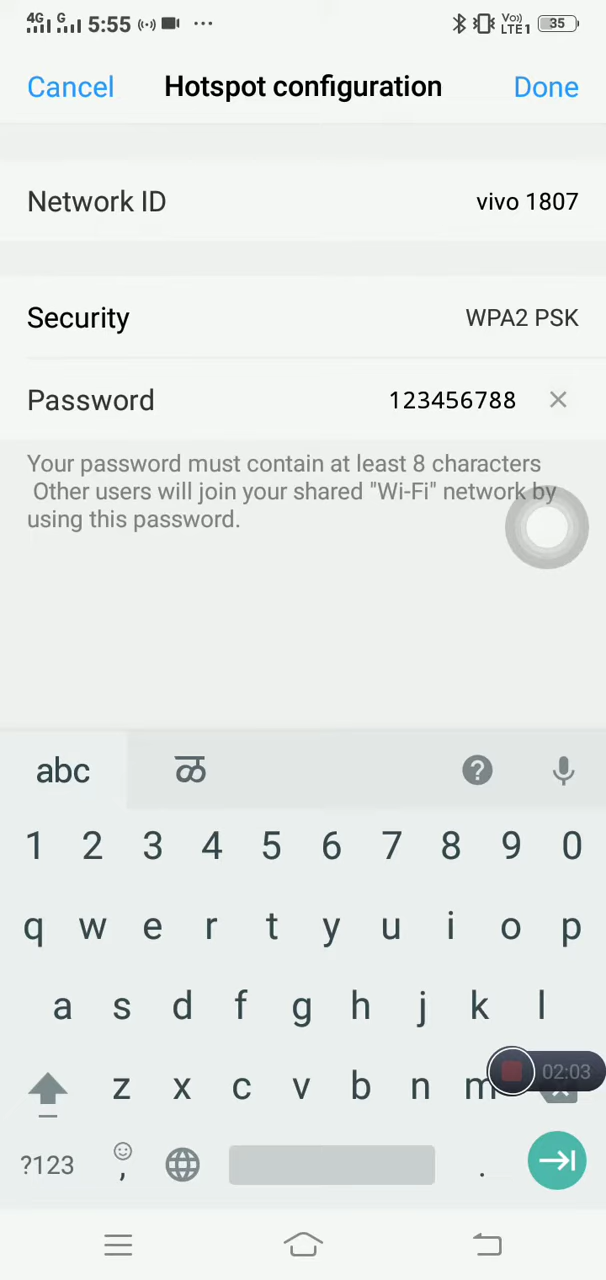 4G G 5:55 ... Vo)) LTE1 35
Cancel Hotspot configuration Done
Network ID vivo 1807
Security WPA2 PSK
Password 123456788 ×
Your password must contain at least 8 characters
Other users will join your shared "Wi-Fi" network by
using this password.
abc ?
1 2 3 4 5 6 7 8 9 0
q w e r t y u i o p
a s d f g h j k l
z x c v b n m 02:03
?123 , .